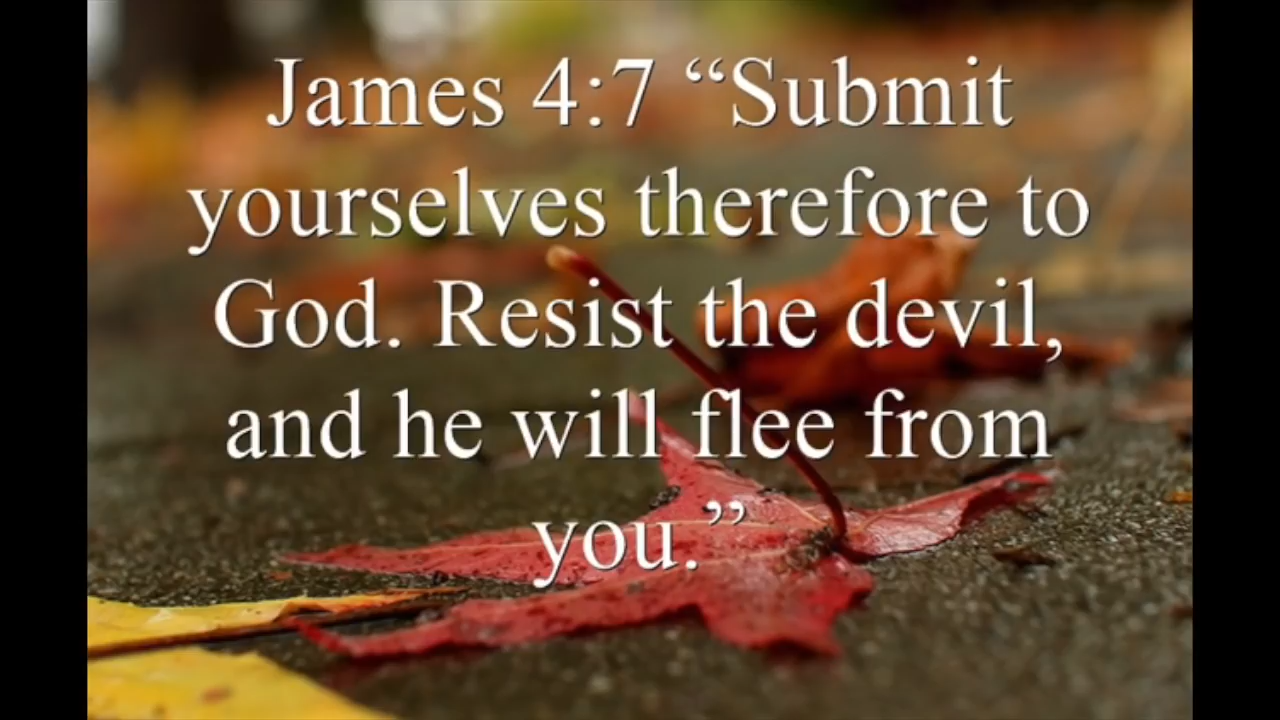 James 4:7 “Submit
yourselves therefore to
God. Resist the devil,
and he will flee from
you.”